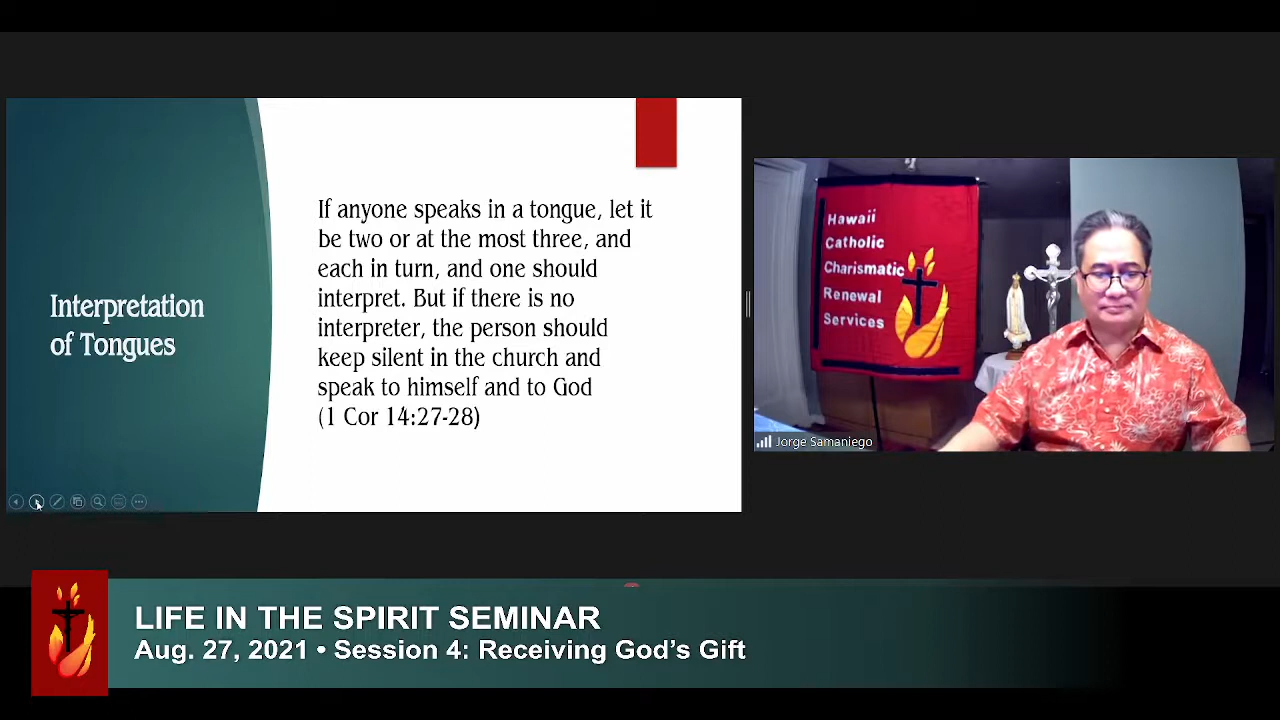 Interpretation
of Tongues
If anyone speaks in a tongue, let it
be two or at the most three, and
each in turn, and one should
interpret. But if there is no
interpreter, the person should
keep silent in the church and
speak to himself and to God
(1 Cor 14:27-28)
Hawaii
Catholic
Charismatic
Renewal
Services
Jorge Samaniego
LIFE IN THE SPIRIT SEMINAR
Aug. 27, 2021 • Session 4: Receiving God's Gift